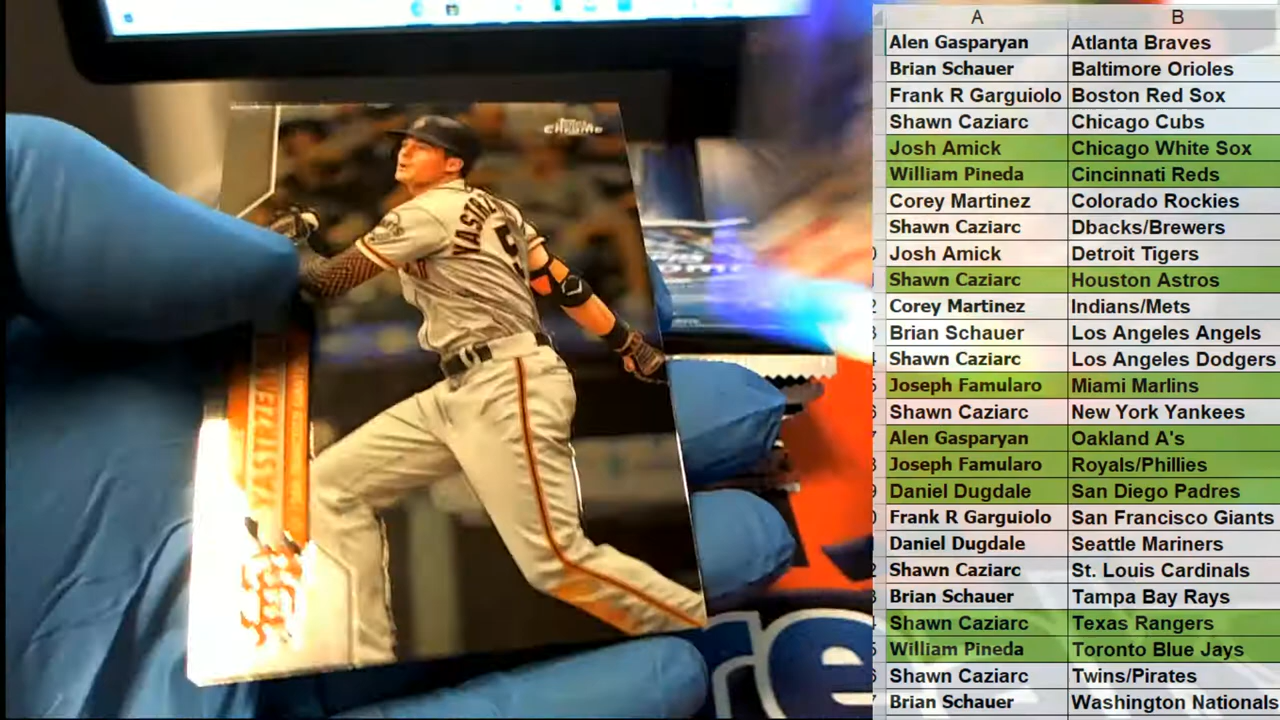 A B
Alen Gasparyan Atlanta Braves
Brian Schauer Baltimore Orioles
Frank R Garguiolo Boston Red Sox
Shawn Caziarc Chicago Cubs
Josh Amick Chicago White Sox
William Pineda Cincinnati Reds
Corey Martinez Colorado Rockies
Shawn Caziarc Dbacks/Brewers
Josh Amick Detroit Tigers
Shawn Caziarc Houston Astros
Corey Martinez Indians/Mets
Brian Schauer Los Angeles Angels
Shawn Caziarc Los Angeles Dodgers
Joseph Famularo Miami Marlins
Shawn Caziarc New York Yankees
Alen Gasparyan Oakland A's
Joseph Famularo Royals/Phillies
Daniel Dugdale San Diego Padres
Frank R Garguiolo San Francisco Giants
Daniel Dugdale Seattle Mariners
Shawn Caziarc St. Louis Cardinals
Brian Schauer Tampa Bay Rays
Shawn Caziarc Texas Rangers
William Pineda Toronto Blue Jays
Shawn Caziarc Twins/Pirates
Brian Schauer Washington Nationals
Chrome
YASTRZ
5
YASTRZE
re